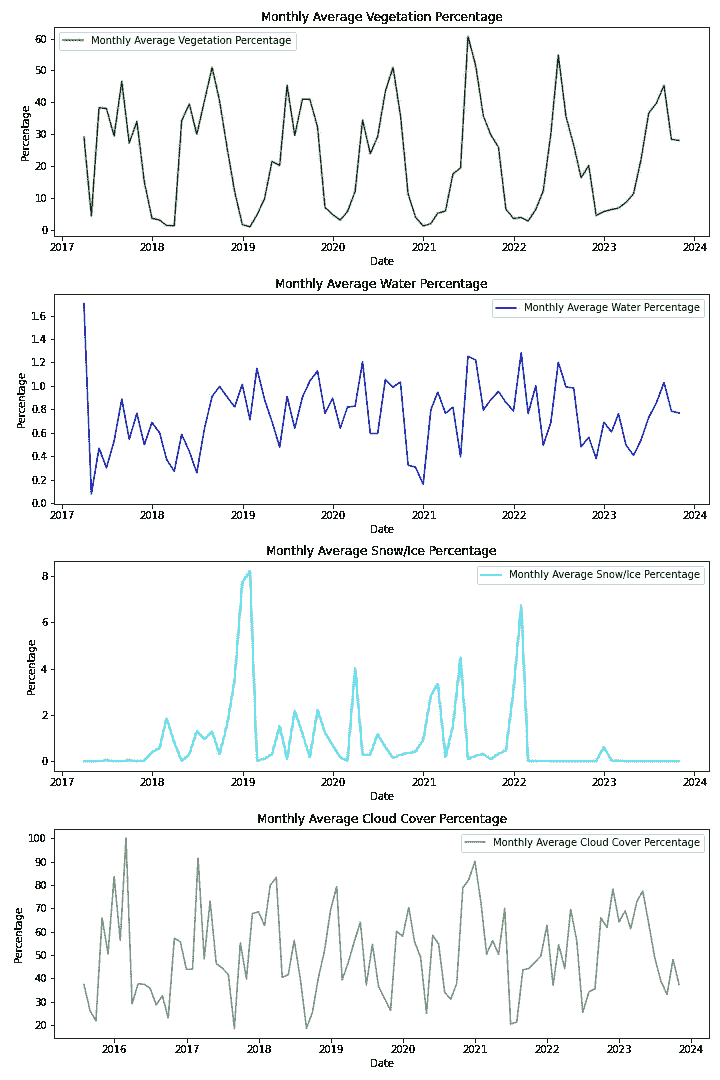 Monthly Average Vegetation Percentage
Monthly Average Vegetation Percentage
60
50
40
30
20
10
0
Percentage
2017 2018 2019 2020 2021 2022 2023 2024
Date
Monthly Average Water Percentage
Monthly Average Water Percentage
1.6
1.4
1.2
1.0
0.8
0.6
0.4
0.2
0.0
Percentage
2017 2018 2019 2020 2021 2022 2023 2024
Date
Monthly Average Snow/Ice Percentage
Monthly Average Snow/Ice Percentage
8
6
4
2
0
Percentage
2017 2018 2019 2020 2021 2022 2023 2024
Date
Monthly Average Cloud Cover Percentage
Monthly Average Cloud Cover Percentage
100
90
80
70
60
50
40
30
20
Percentage
2016 2017 2018 2019 2020 2021 2022 2023 2024
Date